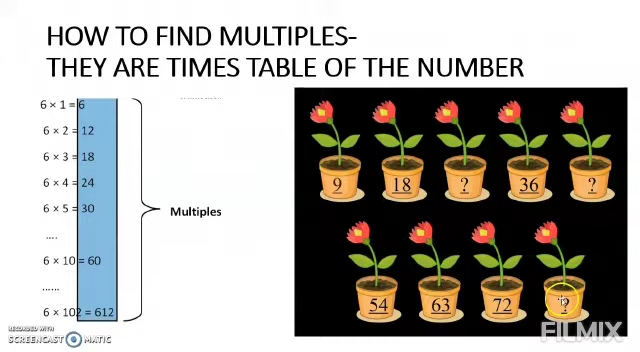 HOW TO FIND MULTIPLES-
THEY ARE TIMES TABLE OF THE NUMBER
6 × 1 = 6
6 × 2 = 12
6 × 3 = 18
6 × 4 = 24
6 × 5 = 30
....
6 × 10 = 60
......
6 × 102 = 612
Multiples
9 18 ? 36 ?
54 63 72 ?
RECORDED WITH
SCREENCAST MATIC
FILMIX